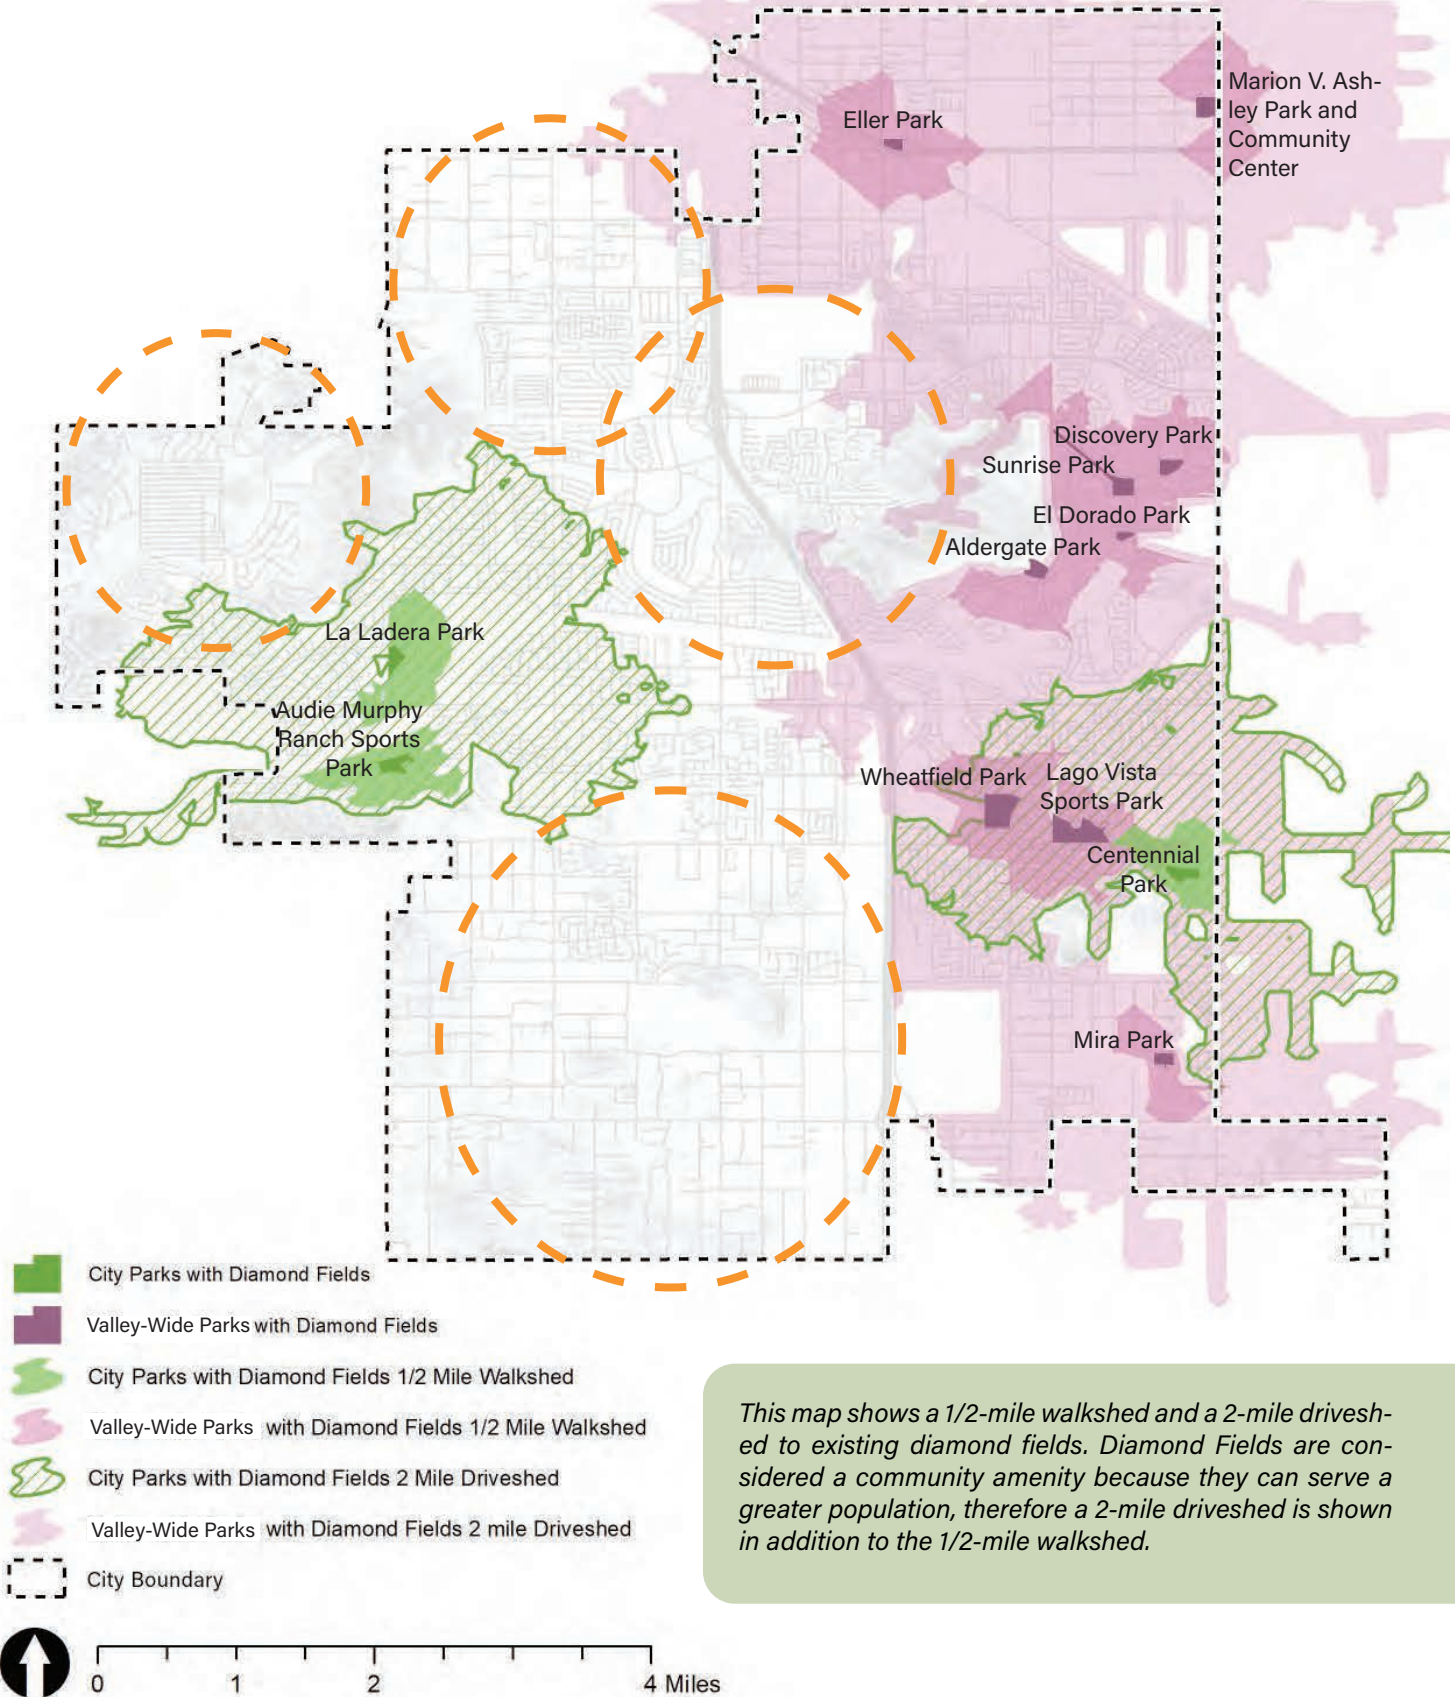 Eller Park
Marion V. Ash-
ley Park and
Community
Center
Discovery Park
Sunrise Park
El Dorado Park
Aldergate Park
La Ladera Park
Audie Murphy
Ranch Sports
Park
Wheatfield Park
Lago Vista
Sports Park
Centennial
Park
Mira Park
City Parks with Diamond Fields
Valley-Wide Parks with Diamond Fields
City Parks with Diamond Fields 1/2 Mile Walkshed
Valley-Wide Parks with Diamond Fields 1/2 Mile Walkshed
City Parks with Diamond Fields 2 Mile Driveshed
Valley-Wide Parks with Diamond Fields 2 mile Driveshed
City Boundary
0 1 2 4 Miles
This map shows a 1/2-mile walkshed and a 2-mile drivesh-
ed to existing diamond fields. Diamond Fields are con-
sidered a community amenity because they can serve a
greater population, therefore a 2-mile driveshed is shown
in addition to the 1/2-mile walkshed.